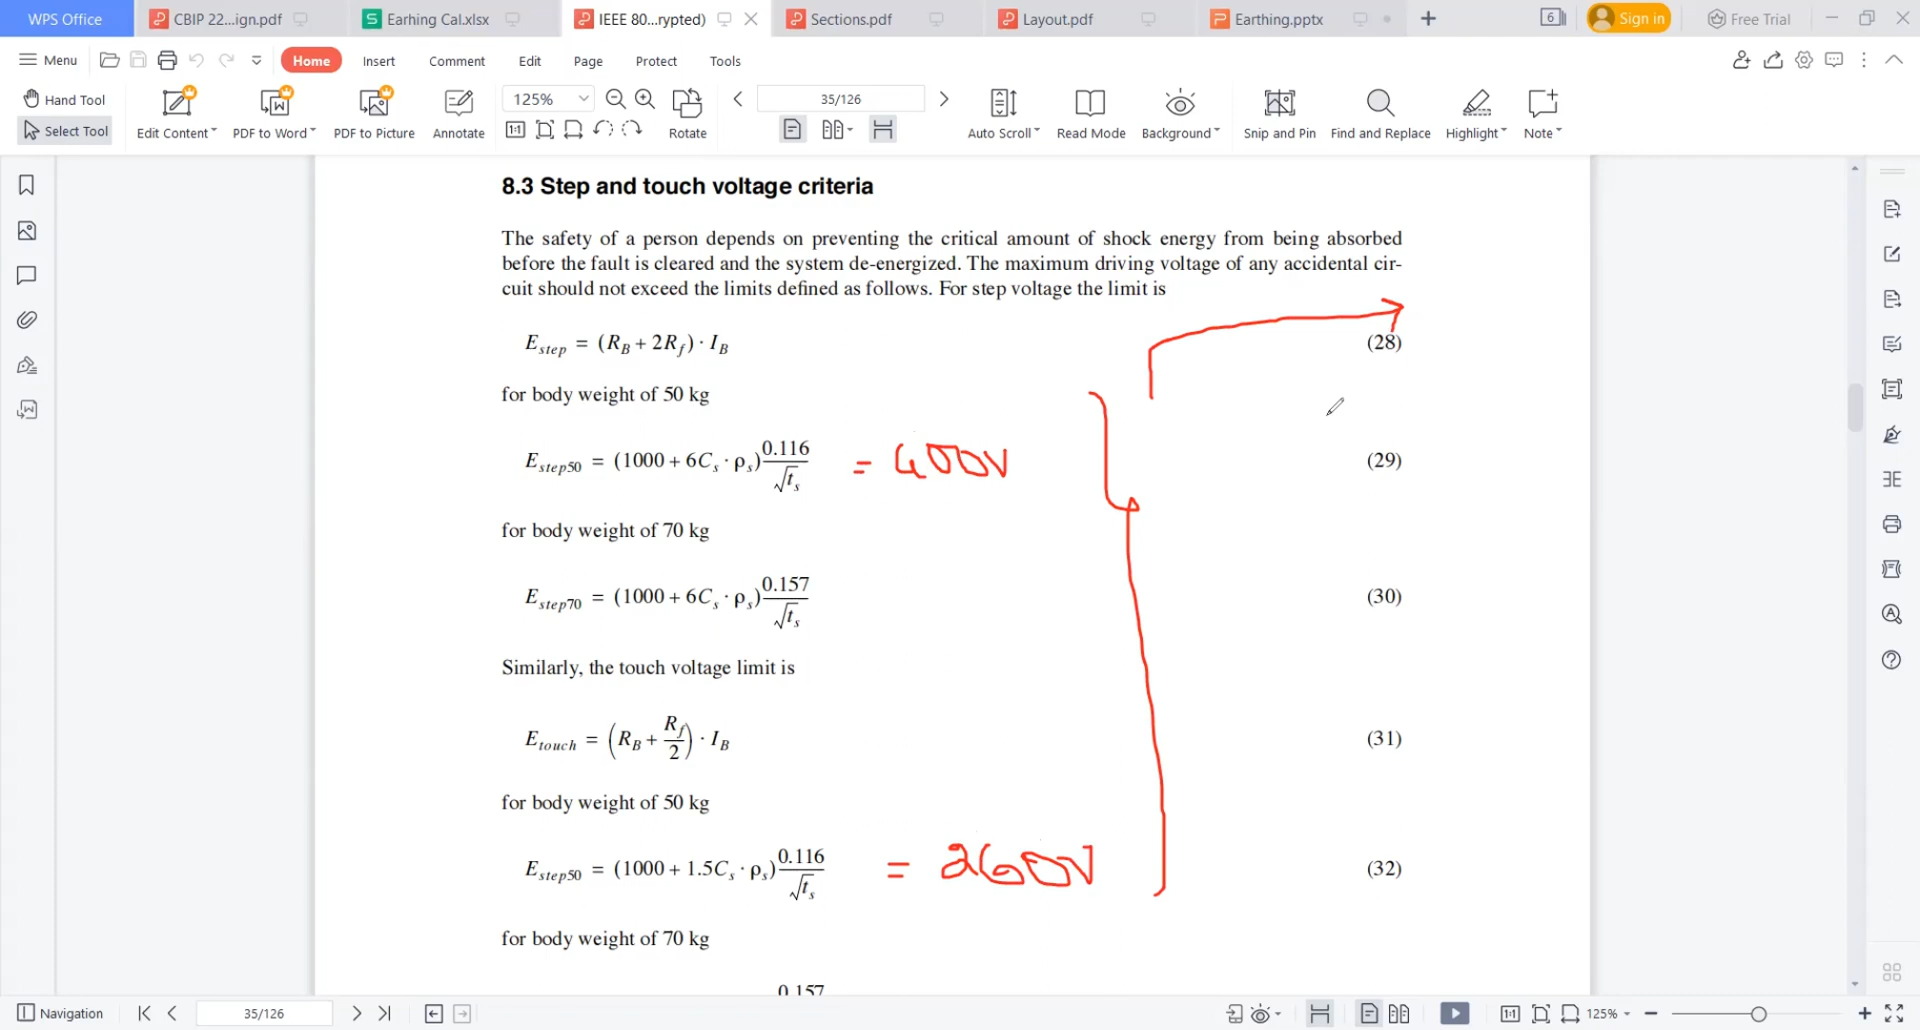 WPS Office CBIP 22...ign.pdf Earhing Cal.xlsx IEEE 80...rypted) Sections.pdf Layout.pdf Earthing.pptx 6 Sign in Free Trial
Menu Home Insert Comment Edit Page Protect Tools
Hand Tool
Select Tool
Edit Content PDF to Word PDF to Picture Annotate 125% Rotate 35/126 Auto Scroll Read Mode Background Snip and Pin Find and Replace Highlight Note
8.3 Step and touch voltage criteria
The safety of a person depends on preventing the critical amount of shock energy from being absorbed
before the fault is cleared and the system de-energized. The maximum driving voltage of any accidental cir-
cuit should not exceed the limits defined as follows. For step voltage the limit is
E_step = (R_B + 2R_f) · I_B (28)
for body weight of 50 kg
E_step50 = (1000 + 6C_s · ρ_s) 0.116/√t_s = 400V (29)
for body weight of 70 kg
E_step70 = (1000 + 6C_s · ρ_s) 0.157/√t_s (30)
Similarly, the touch voltage limit is
E_touch = (R_B + R_f/2) · I_B (31)
for body weight of 50 kg
E_step50 = (1000 + 1.5C_s · ρ_s) 0.116/√t_s = 2600V (32)
for body weight of 70 kg
0.157
Navigation 35/126 125%